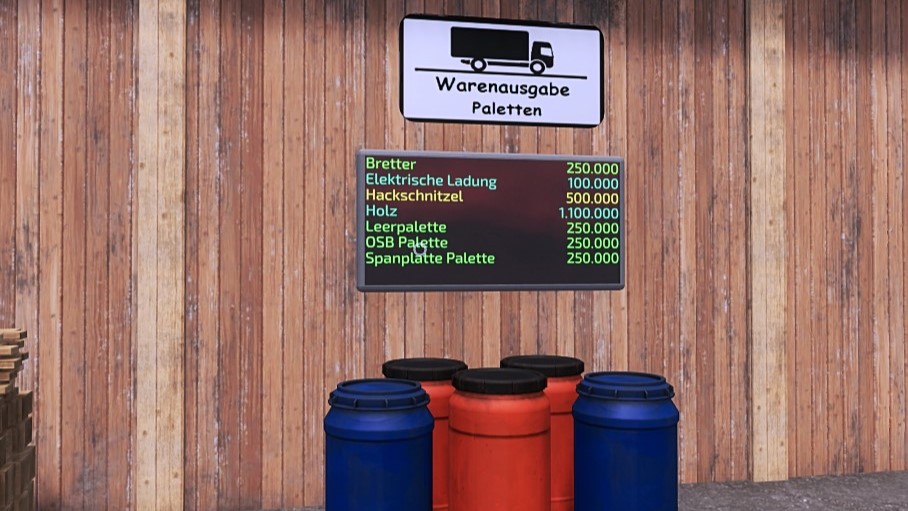 Warenausgabe
Paletten
Bretter 250.000
Elektrische Ladung 100.000
Hackschnitzel 500.000
Holz 1.100.000
Leerpalette 250.000
OSB Palette 250.000
Spanplatte Palette 250.000